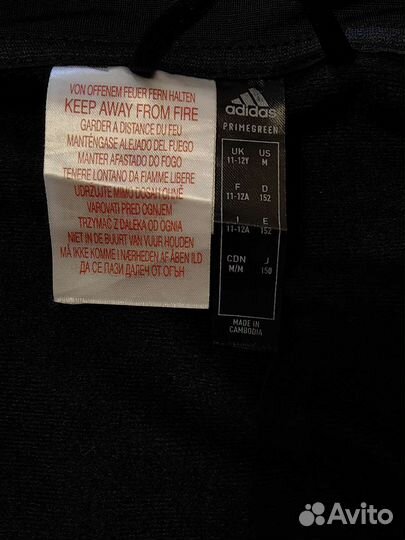 VON OFFENEM FEUER FERN HALTEN
KEEP AWAY FROM FIRE
GARDER A DISTANCE DU FEU
MANTÉNGASE ALEJADO DEL FUEGO
MANTER AFASTADO DO FOGO
TENERE LONTANO DA FIAMME LIBERE
UDRŽUJTE MIMO DOSAH OHNĚ
VAROVATI PRED OGNJEM
TRZYMAĆ Z DALEKA OD OGNIA
NIET IN DE BUURT VAN VUUR HOUDEN
MÅ IKKE KOMME I NÆRHEDEN AF ÅBEN ILD
ДА СЕ ПАЗИ ДАЛЕЧ ОТ ОГЪН
adidas
PRIMEGREEN
UK US
11-12Y M
F D
11-12A 152
I E
11-12A 152
CDN J
M/M 150
MADE IN
CAMBODIA
Avito